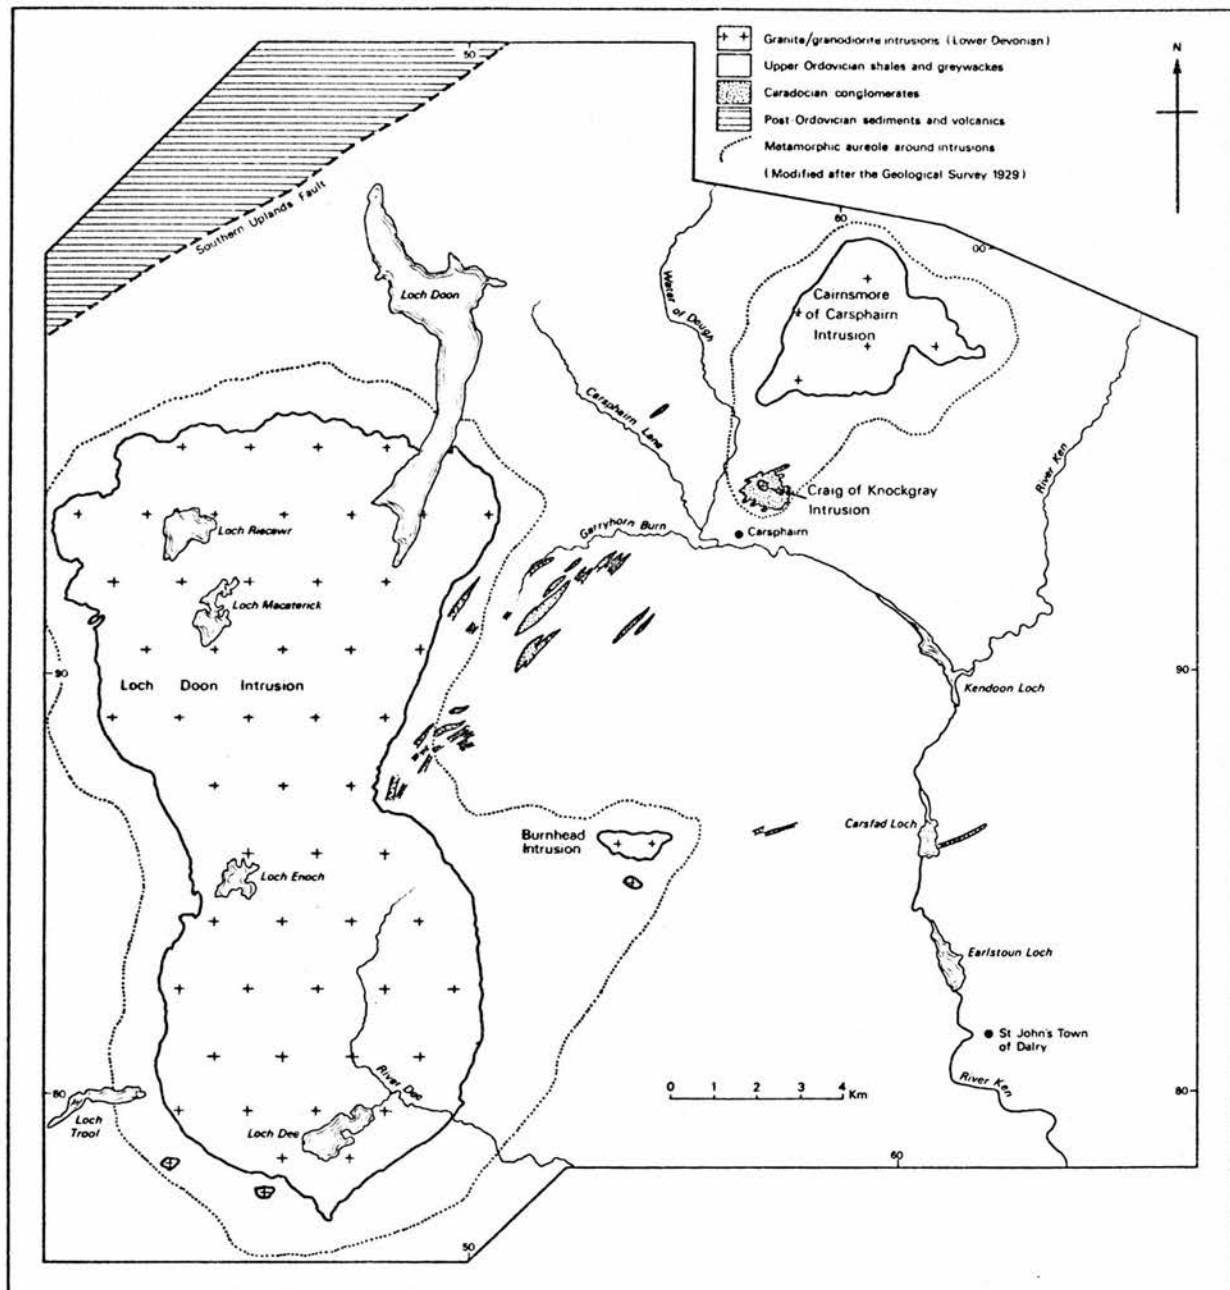 50
Granite/granodiorite intrusions (Lower Devonian)
Upper Ordovician shales and greywackes
Caradocian conglomerates
Post-Ordovician sediments and volcanics
Metamorphic aureole around intrusions
(Modified after the Geological Survey 1929)
N
Southern Uplands Fault
60
00
Loch Doon
Water of Deugh
Cairnsmore
of Carsphairn
Intrusion
Carsphairn Lane
River Ken
Craig of Knockgray
Intrusion
Loch Riecawr
Garryhorn Burn
Carsphairn
Loch Macaterick
90
Loch Doon Intrusion
90
Kendoon Loch
Burnhead
Intrusion
Carsfad Loch
Loch Enoch
Earlstoun Loch
St John's Town
of Dalry
River Dee
0 1 2 3 4
Km
River Ken
80
80
Loch
Trool
Loch Dee
60
50